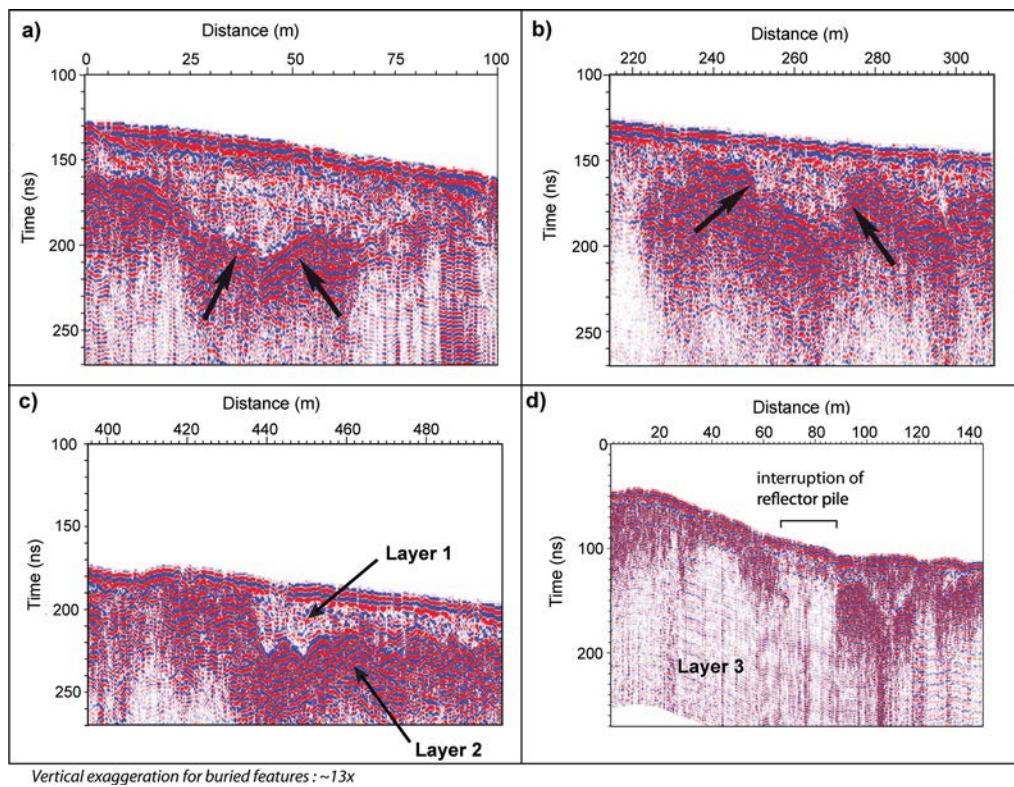 a)
Distance (m)
0 25 50 75 100
100
150
200
250
Time (ns)
b)
Distance (m)
220 240 260 280 300
100
150
200
250
Time (ns)
c)
Distance (m)
400 420 440 460 480
100
150
200
250
Time (ns)
Layer 1
Layer 2
d)
Distance (m)
20 40 60 80 100 120 140
0
100
200
Time (ns)
interruption of
reflector pile
Layer 3
Vertical exaggeration for buried features : ~13x